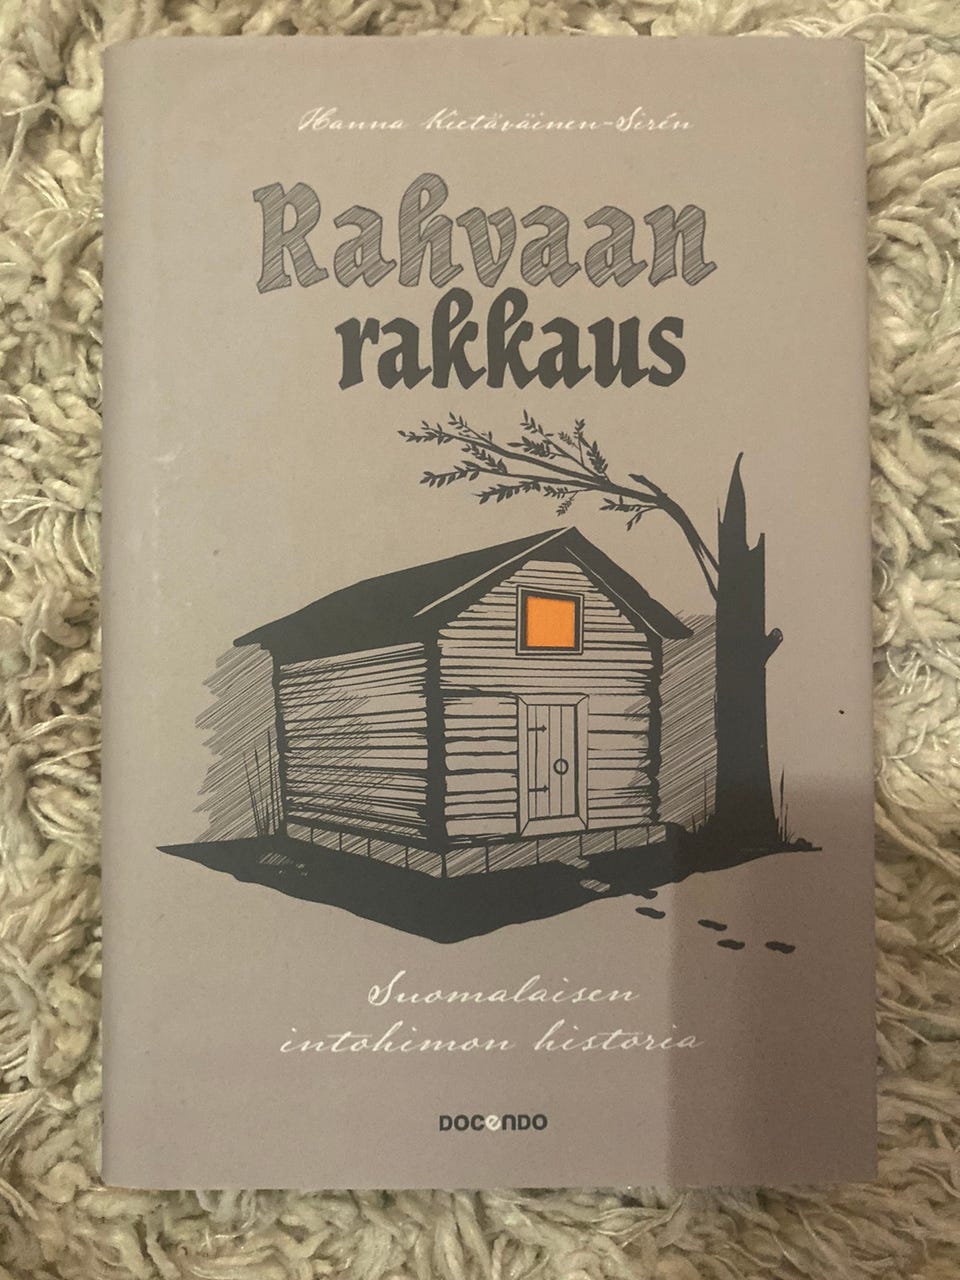 Hanna Kietäväinen-Sirén
Rahvaan
rakkaus
Suomalaisen
intohimon historia
DOCENDO